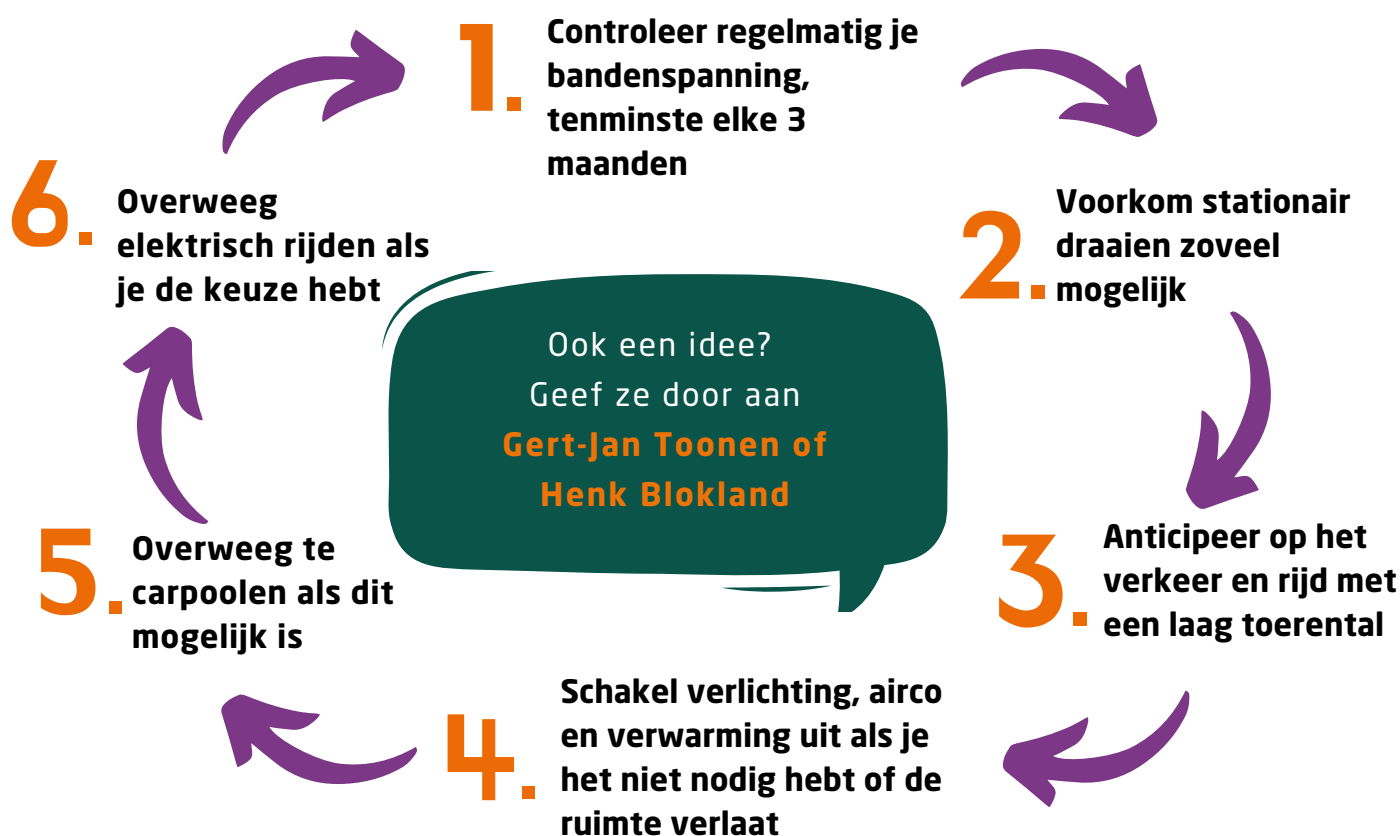 1.
Controleer regelmatig je
bandenspanning,
tenminste elke 3
maanden
2.
Voorkom stationair
draaien zoveel
mogelijk
3.
Anticipeer op het
verkeer en rijd met
een laag toerental
4.
Schakel verlichting, airco
en verwarming uit als je
het niet nodig hebt of de
ruimte verlaat
5.
Overweeg te
carpoolen als dit
mogelijk is
6.
Overweeg
elektrisch rijden als
je de keuze hebt
Ook een idee?
Geef ze door aan
Gert-Jan Toonen of
Henk Blokland